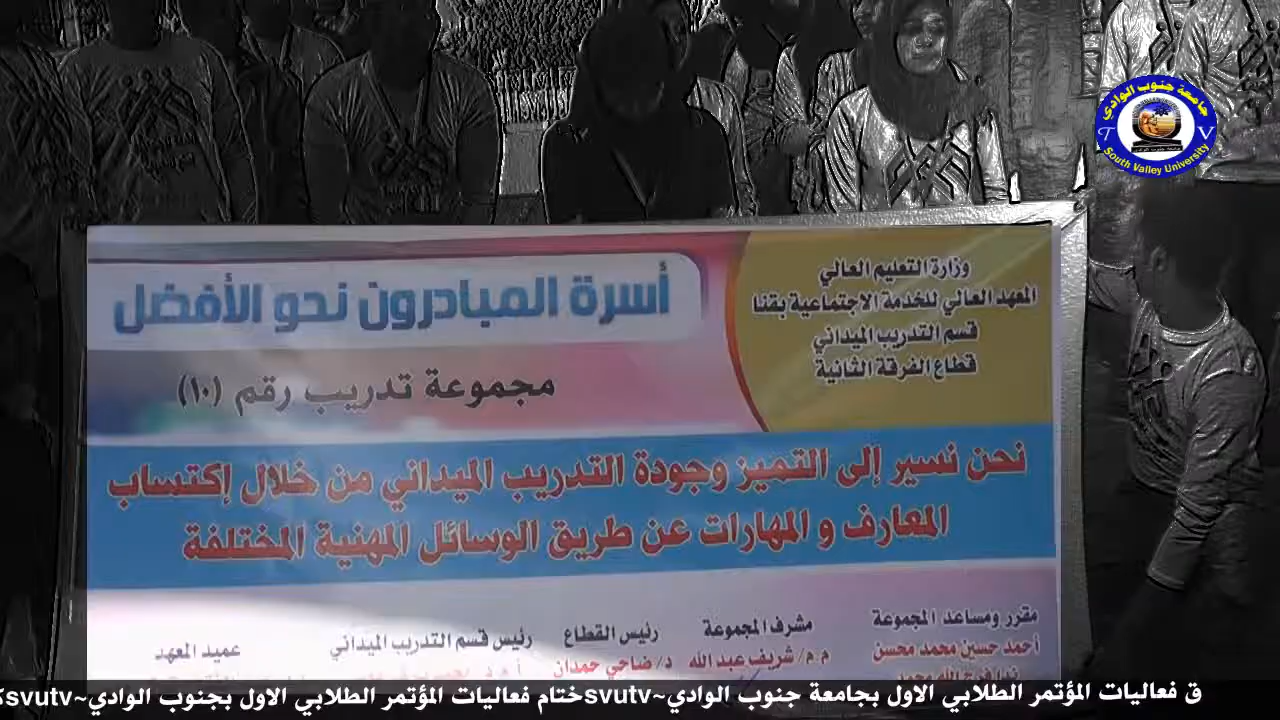 جامعة جنوب الوادي
T V
جامعة جنوب الوادي
South Valley University
وزارة التعليم العالي
المعهد العالي للخدمة الاجتماعية بقنا
قسم التدريب الميداني
قطاع الفرقة الثانية
أسرة المبادرون نحو الأفضل
مجموعة تدريب رقم (١٠)
نحن نسير إلى التميز وجودة التدريب الميداني من خلال إكتساب
المعارف و المهارات عن طريق الوسائل المهنية المختلفة
مقرر ومساعد المجموعة
أحمد حسين محمد محسن
مشرف المجموعة
م.م/ شريف عبد الله
رئيس القطاع
د/ ضاحي حمدان
رئيس قسم التدريب الميداني
عميد المعهد
ق فعاليات المؤتمر الطلابي الاول بجامعة جنوب الوادي~svutvختام فعاليات المؤتمر الطلابي الاول بجنوب الوادي~svutv